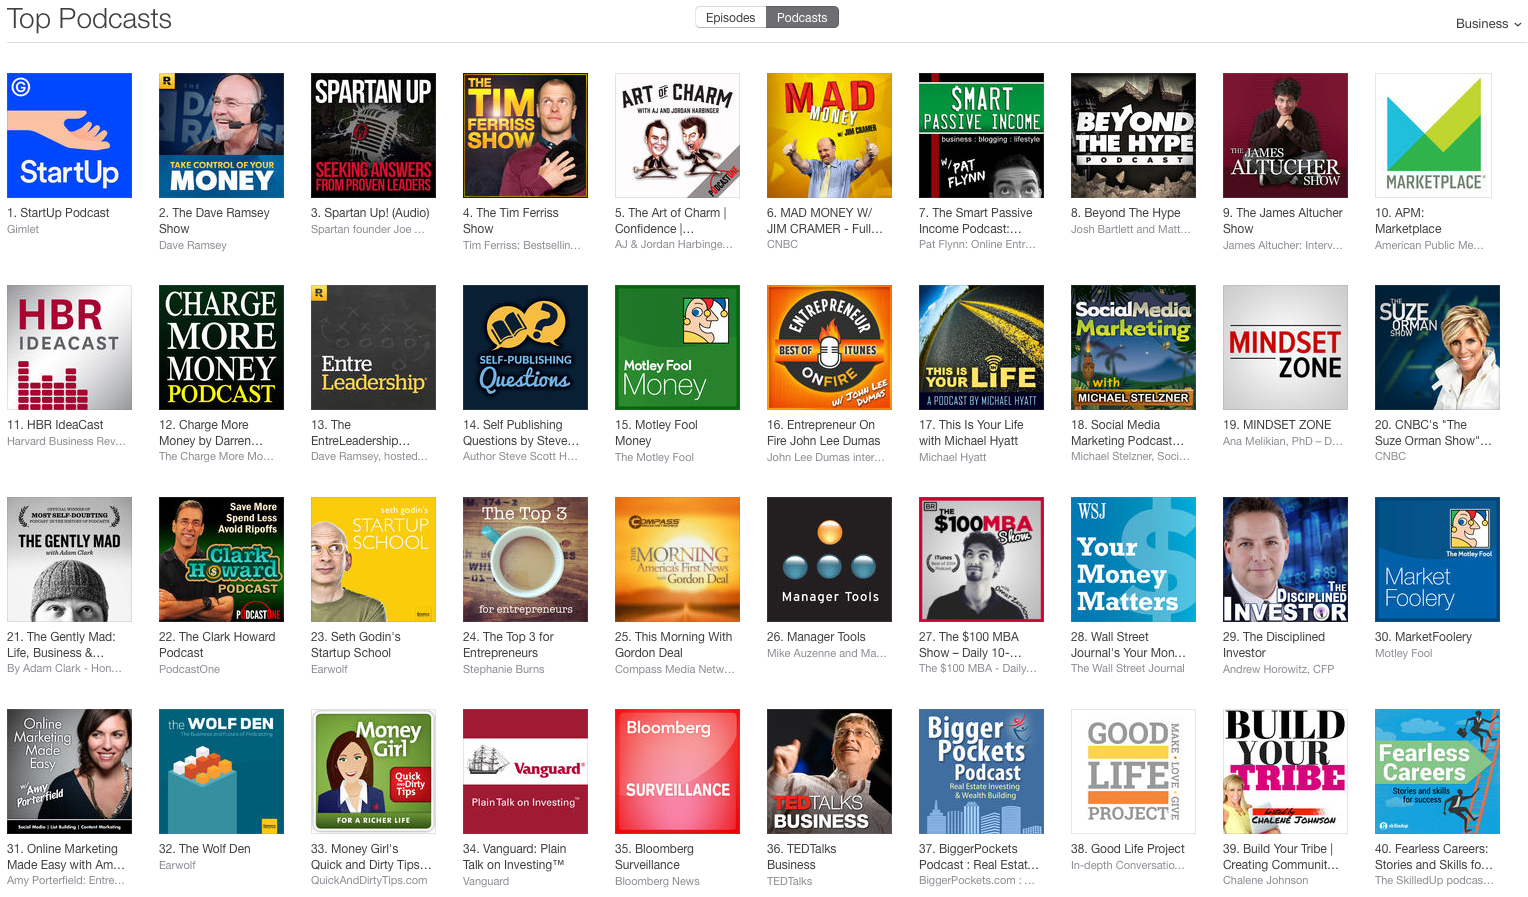 Top Podcasts
Episodes
Podcasts
Business
StartUp
TAKE CONTROL OF YOUR
MONEY
SPARTAN UP
SEEKING ANSWERS
FROM PROVEN LEADERS
THE
TIM
FERRISS
SHOW
ART OF CHARM
WITH AJ AND JORDAN HARBINGER
PODCASTONE
MAD
MONEY
W/ JIM CRAMER
$MART
PASSIVE INCOME
business : blogging : lifestyle
W/ PAT
FLYNN
BEYOND
THE HYPE
PODCAST
THE JAMES
ALTUCHER
SHOW
MARKETPLACE®
1. StartUp Podcast
Gimlet
2. The Dave Ramsey
Show
Dave Ramsey
3. Spartan Up! (Audio)
Spartan founder Joe ...
4. The Tim Ferriss
Show
Tim Ferriss: Bestsellin...
5. The Art of Charm |
Confidence |...
AJ & Jordan Harbinge...
6. MAD MONEY W/
JIM CRAMER - Full...
CNBC
7. The Smart Passive
Income Podcast:...
Pat Flynn: Online Entr...
8. Beyond The Hype
Josh Bartlett and Matt...
9. The James Altucher
Show
James Altucher: Interv...
10. APM:
Marketplace
American Public Me...
HBR
IDEACAST
CHARGE
MORE
MONEY
PODCAST
R
Entre
Leadership
SELF-PUBLISHING
Questions
Motley Fool
Money
ENTREPRENEUR
BEST OF ITUNES
ONFIRE
W/ JOHN LEE
DUMAS
THIS IS
YOUR LIFE
A PODCAST BY MICHAEL HYATT
SocialMedia
Marketing
with
MICHAEL STELZNER
MINDSET
ZONE
THE
SUZE
ORMAN
SHOW
11. HBR IdeaCast
Harvard Business Rev...
12. Charge More
Money by Darren...
The Charge More Mo...
13. The
EntreLeadership...
Dave Ramsey, hosted...
14. Self Publishing
Questions by Steve...
Author Steve Scott H...
15. Motley Fool
Money
The Motley Fool
16. Entrepreneur On
Fire John Lee Dumas
John Lee Dumas inter...
17. This Is Your Life
with Michael Hyatt
Michael Hyatt
18. Social Media
Marketing Podcast...
Michael Stelzner, Soci...
19. MINDSET ZONE
Ana Melikian, PhD – D...
20. CNBC's "The
Suze Orman Show"...
CNBC
OFFICIAL WINNER OF
MOST SELF-DOUBTING
PODCAST IN THE HISTORY OF PODCASTS
THE GENTLY MAD
with Adam Clark
Save More
Spend Less
Avoid Ripoffs
Clark
Howard
PODCAST
PODCASTONE
seth godin's
STARTUP
SCHOOL
The Top 3
for entrepreneurs
COMPASS
THE MORNING
America's First News
with Gordon Deal
Manager Tools
BR
THE
$100MBA
Show
iTunes
Best of 2014
WSJ
Your
Money
Matters
THE
DISCIPLINED
INVESTOR
The Motley Fool
Market
Foolery
21. The Gently Mad:
Life, Business &...
By Adam Clark - Hon...
22. The Clark Howard
Podcast
PodcastOne
23. Seth Godin's
Startup School
Earwolf
24. The Top 3 for
Entrepreneurs
Stephanie Burns
25. This Morning With
Gordon Deal
Compass Media Netw...
26. Manager Tools
Mike Auzenne and Ma...
27. The $100 MBA
Show – Daily 10-...
The $100 MBA - Daily...
28. Wall Street
Journal's Your Mon...
The Wall Street Journal
29. The Disciplined
Investor
Andrew Horowitz, CFP
30. MarketFoolery
Motley Fool
Online
Marketing
Made
Easy
w/ Amy
Porterfield
Social Media | List Building | Content Marketing
the WOLF DEN
The Business and Future of Podcasting
Money
Girl
Quick
AND Dirty
Tips
FOR A RICHER LIFE
Vanguard®
Plain Talk on Investing™
Bloomberg
SURVEILLANCE
TEDTALKS
BUSINESS
Bigger
Pockets
Podcast
Real Estate Investing
& Wealth Building
GOOD
LIFE
PROJECT
MAKE • LOVE • GIVE
BUILD
YOUR
TRIBE
hosted by
CHALENE JOHNSON
Fearless
Careers
Stories and skills
for success
skilledup
31. Online Marketing
Made Easy with Am...
Amy Porterfield: Entre...
32. The Wolf Den
Earwolf
33. Money Girl's
Quick and Dirty Tips...
QuickAndDirtyTips.com
34. Vanguard: Plain
Talk on Investing™
Vanguard
35. Bloomberg
Surveillance
Bloomberg News
36. TEDTalks
Business
TEDTalks
37. BiggerPockets
Podcast : Real Estat...
BiggerPockets.com : ...
38. Good Life Project
In-depth Conversatio...
39. Build Your Tribe |
Creating Communit...
Chalene Johnson
40. Fearless Careers:
Stories and Skills fo...
The SkilledUp podcas...